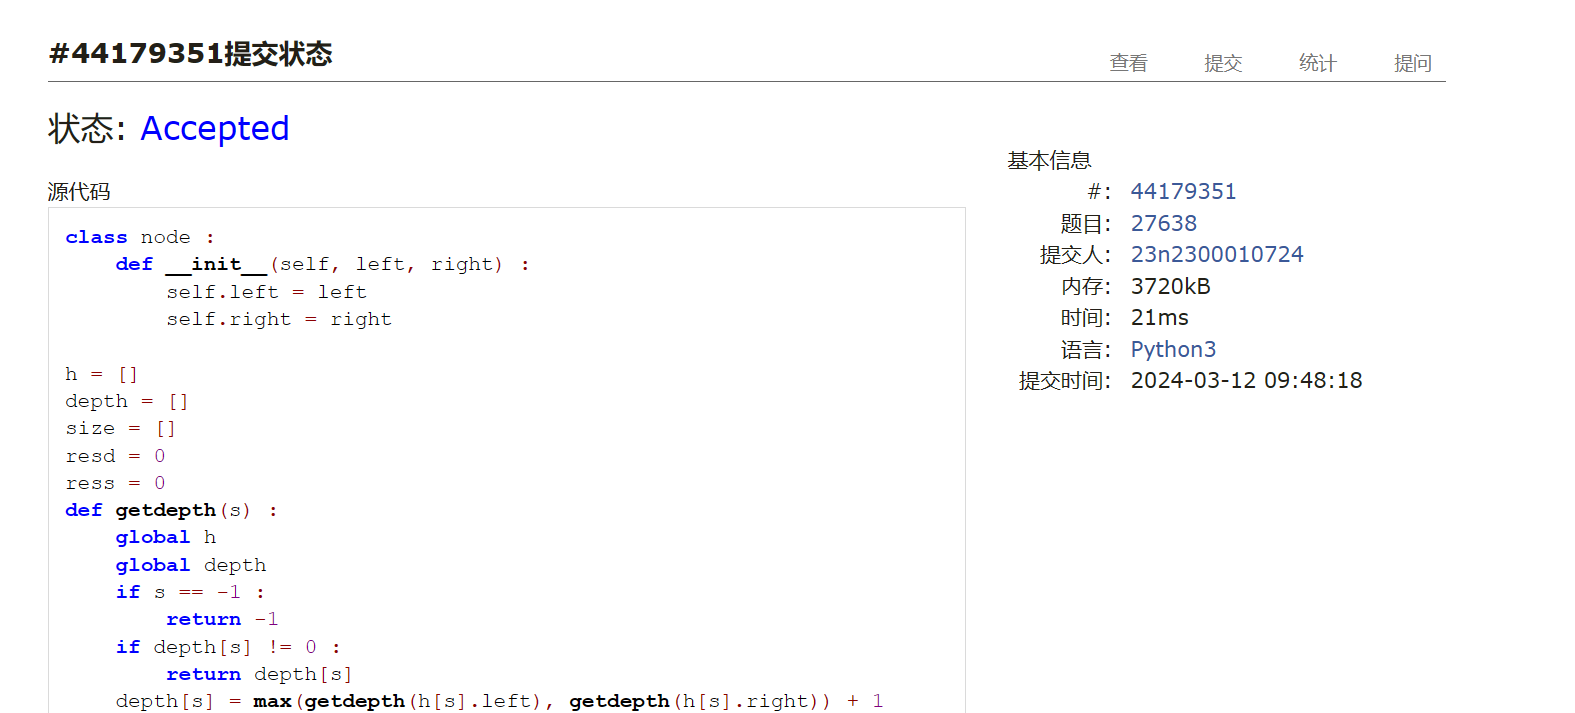 #44179351提交状态
查看 提交 统计 提问
状态: Accepted
源代码
class node :
    def __init__(self, left, right) :
        self.left = left
        self.right = right

h = []
depth = []
size = []
resd = 0
ress = 0
def getdepth(s) :
    global h
    global depth
    if s == -1 :
        return -1
    if depth[s] != 0 :
        return depth[s]
    depth[s] = max(getdepth(h[s].left), getdepth(h[s].right)) + 1
基本信息
#: 44179351
题目: 27638
提交人: 23n2300010724
内存: 3720kB
时间: 21ms
语言: Python3
提交时间: 2024-03-12 09:48:18